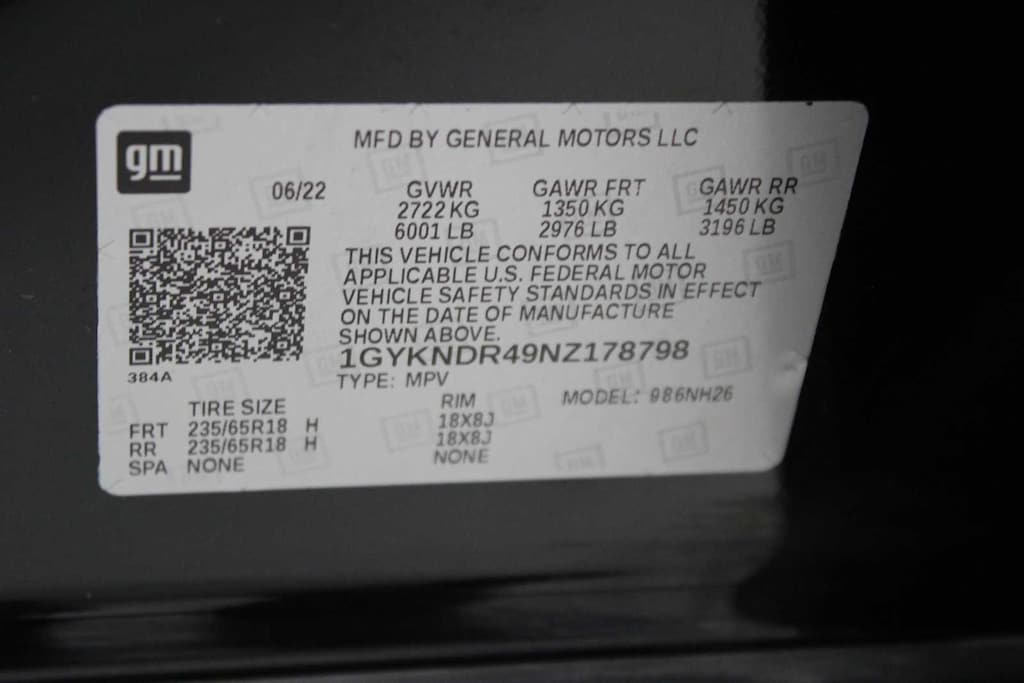 gm
MFD BY GENERAL MOTORS LLC
06/22 GVWR GAWR FRT GAWR RR
2722 KG 1350 KG 1450 KG
6001 LB 2976 LB 3196 LB
THIS VEHICLE CONFORMS TO ALL
APPLICABLE U.S. FEDERAL MOTOR
VEHICLE SAFETY STANDARDS IN EFFECT
ON THE DATE OF MANUFACTURE
SHOWN ABOVE.
1GYKNDR49NZ178798
384A
TYPE: MPV
TIRE SIZE RIM MODEL: 986NH26
FRT 235/65R18 H 18X8J
RR 235/65R18 H 18X8J
SPA NONE NONE